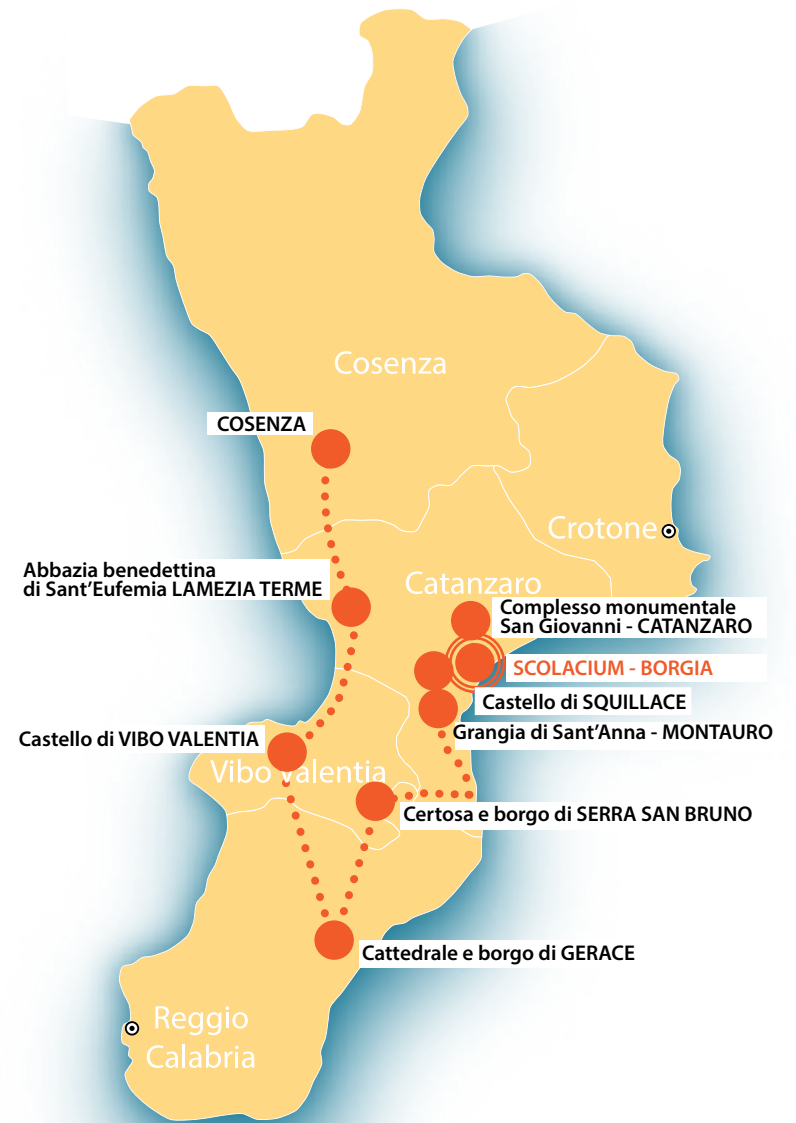 Cosenza
COSENZA
Crotone
Abbazia benedettina
di Sant'Eufemia LAMEZIA TERME
Catanzaro
Complesso monumentale
San Giovanni - CATANZARO
SCOLACIUM - BORGIA
Castello di SQUILLACE
Grangia di Sant'Anna - MONTAURO
Castello di VIBO VALENTIA
Vibo Valentia
Certosa e borgo di SERRA SAN BRUNO
Cattedrale e borgo di GERACE
Reggio
Calabria